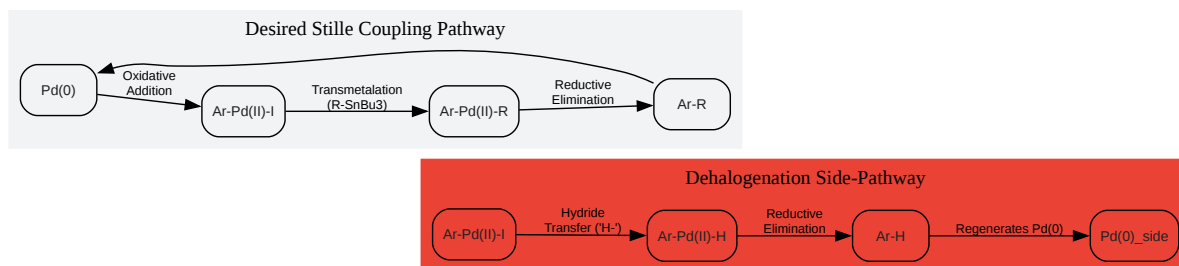 Desired Stille Coupling Pathway
Pd(0)
Oxidative
Addition
Ar-Pd(II)-I
Transmetalation
(R-SnBu3)
Ar-Pd(II)-R
Reductive
Elimination
Ar-R
Dehalogenation Side-Pathway
Ar-Pd(II)-I
Hydride
Transfer ('H-')
Ar-Pd(II)-H
Reductive
Elimination
Ar-H
Regenerates Pd(0)
Pd(0)_side